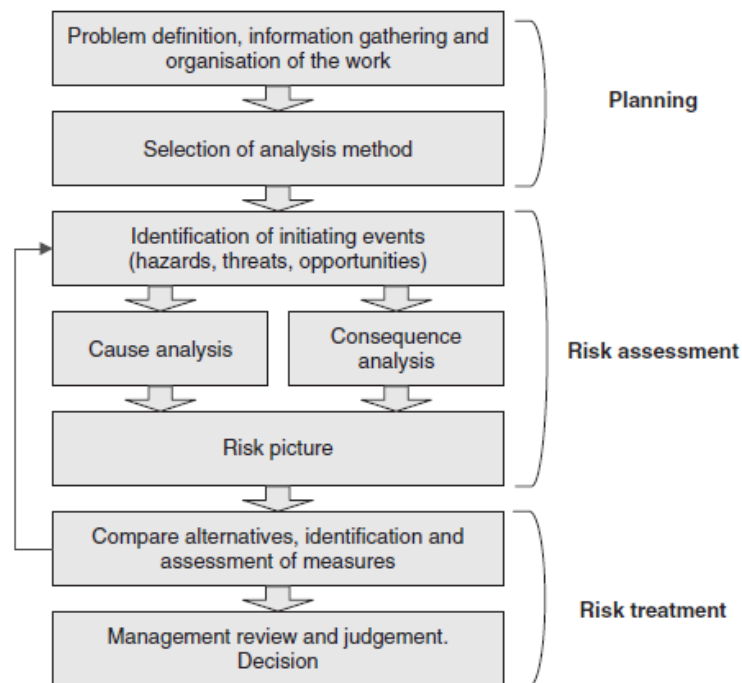 Problem definition, information gathering and
organisation of the work
Planning
Selection of analysis method
Identification of initiating events
(hazards, threats, opportunities)
Cause analysis
Consequence
analysis
Risk assessment
Risk picture
Compare alternatives, identification and
assessment of measures
Risk treatment
Management review and judgement.
Decision